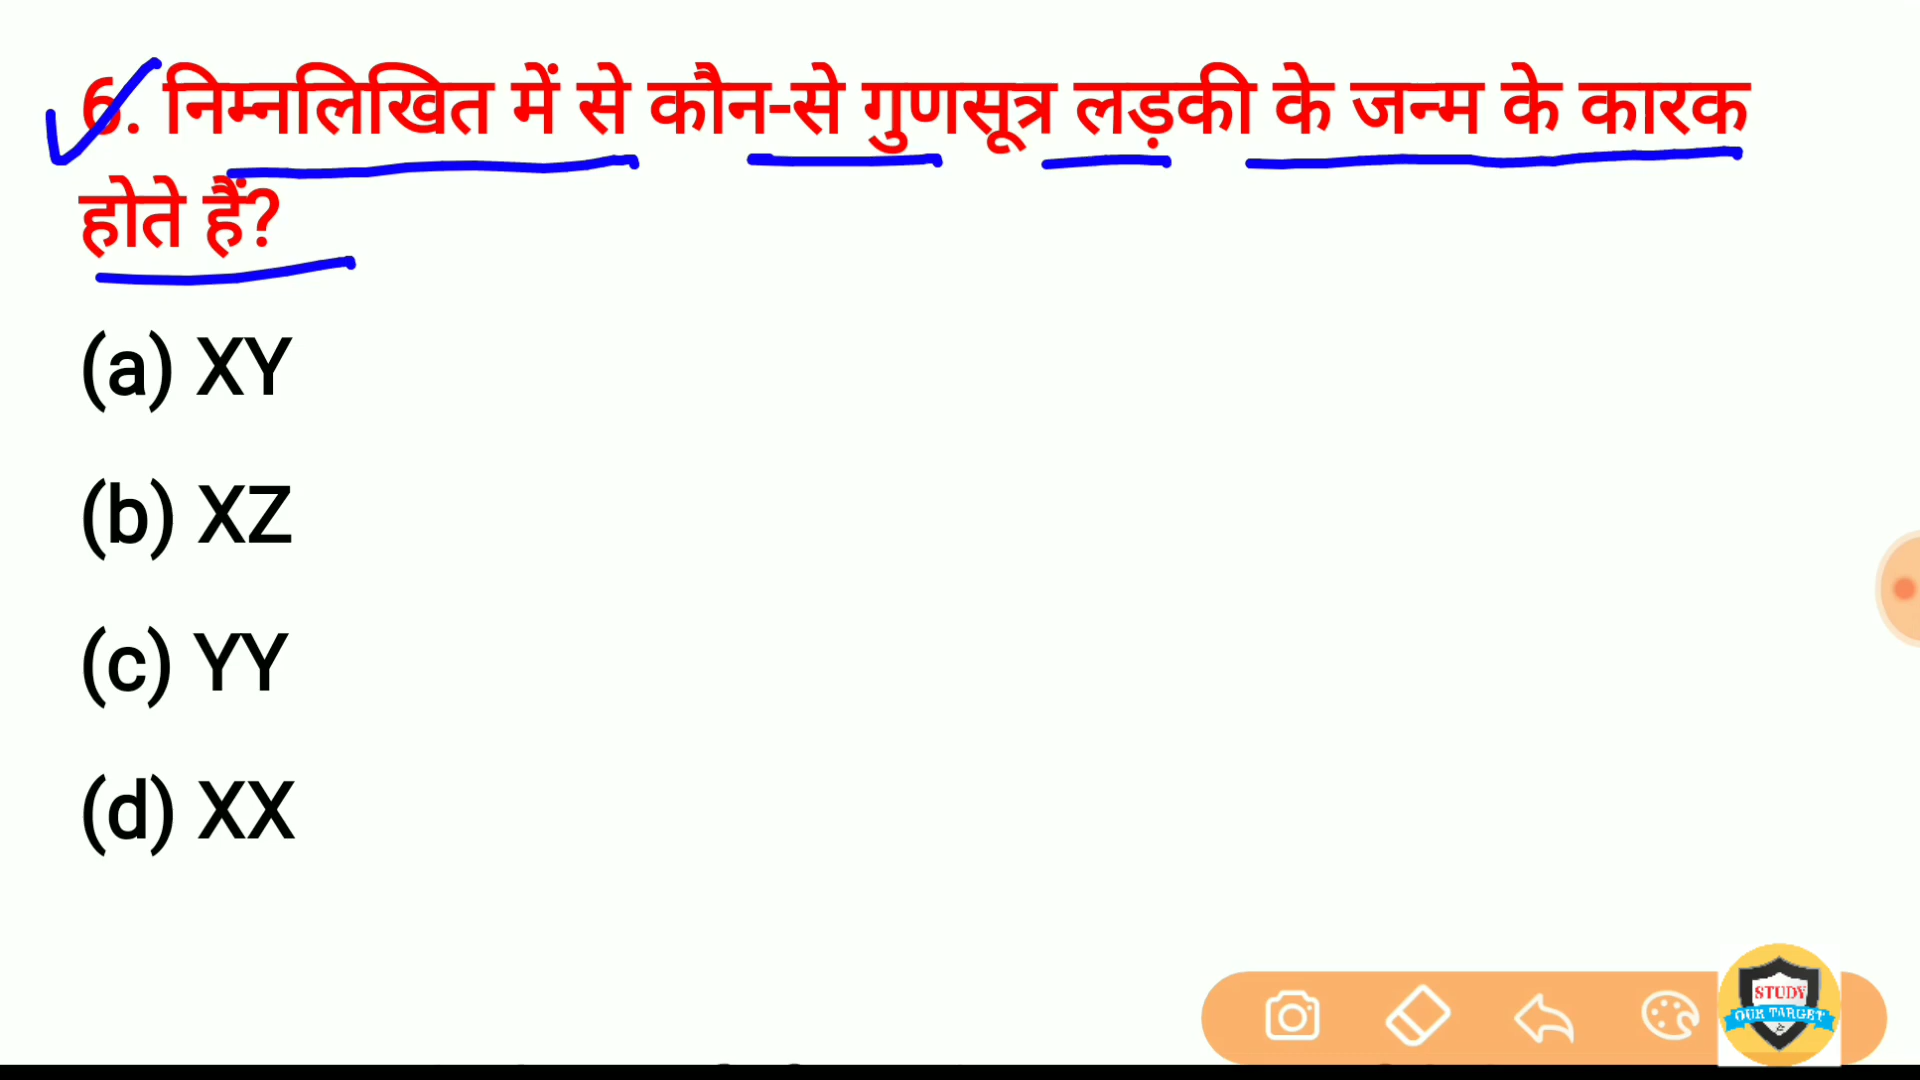 6. निम्नलिखित में से कौन-से गुणसूत्र लड़की के जन्म के कारक
होते हैं?
(a) XY
(b) XZ
(c) YY
(d) XX
STUDY
OUR TARGET